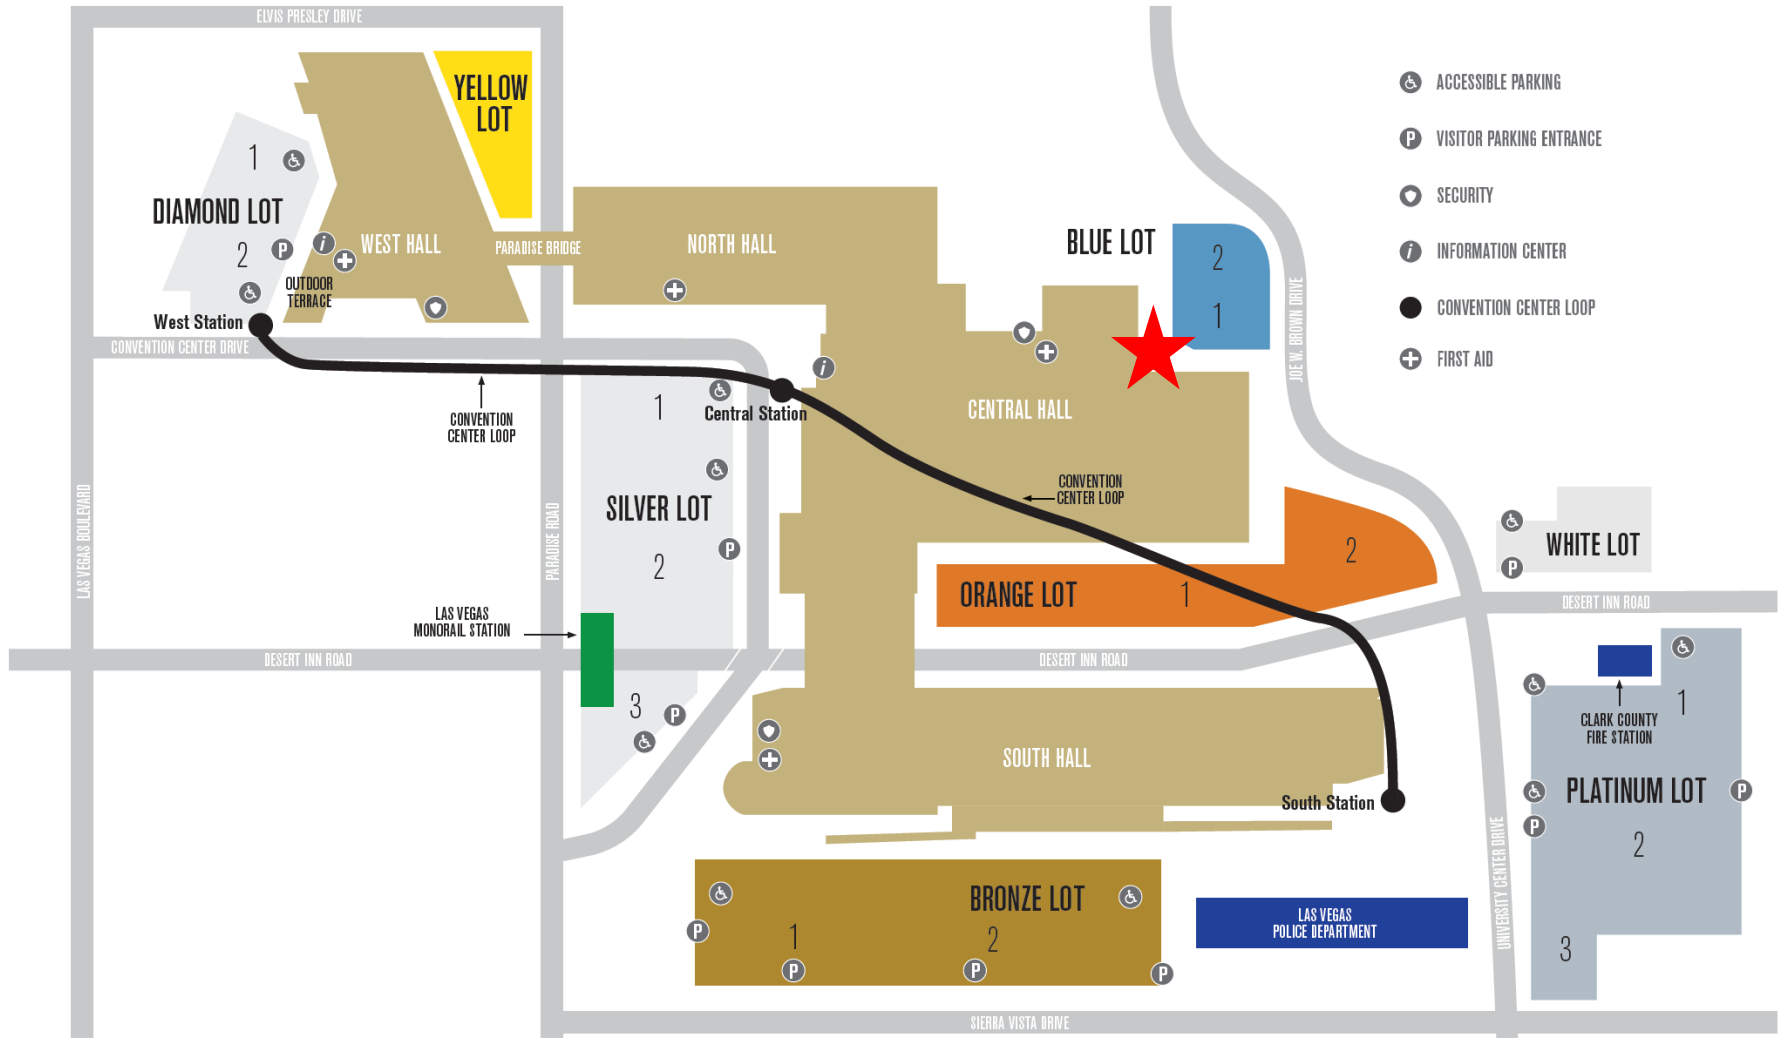 ELVIS PRESLEY DRIVE
YELLOW
LOT
1
DIAMOND LOT
2
P
i
OUTDOOR
TERRACE
WEST HALL
PARADISE BRIDGE
NORTH HALL
West Station
CONVENTION CENTER DRIVE
CONVENTION
CENTER LOOP
LAS VEGAS BOULEVARD
PARADISE ROAD
1
Central Station
i
SILVER LOT
P
2
LAS VEGAS
MONORAIL STATION
DESERT INN ROAD
3
P
BLUE LOT
2
1
JOE W. BROWN DRIVE
CENTRAL HALL
CONVENTION
CENTER LOOP
ORANGE LOT
1
2
DESERT INN ROAD
SOUTH HALL
South Station
BRONZE LOT
P
1
2
P
P
P
LAS VEGAS
POLICE DEPARTMENT
SIERRA VISTA DRIVE
UNIVERSITY CENTER DRIVE
ACCESSIBLE PARKING
P VISITOR PARKING ENTRANCE
SECURITY
i INFORMATION CENTER
CONVENTION CENTER LOOP
FIRST AID
WHITE LOT
P
DESERT INN ROAD
CLARK COUNTY
FIRE STATION
1
PLATINUM LOT
P
P
2
3